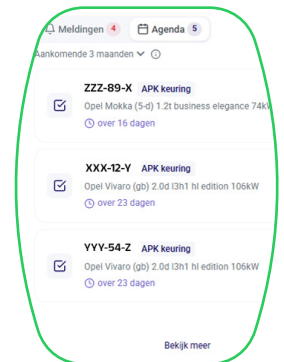 Meldingen 4 Agenda 5
Aankomende 3 maanden
ZZZ-89-X APK keuring
Opel Mokka (5-d) 1.2t business elegance 74kW
over 16 dagen
XXX-12-Y APK keuring
Opel Vivaro (gb) 2.0d l3h1 hl edition 106kW
over 23 dagen
YYY-54-Z APK keuring
Opel Vivaro (gb) 2.0d l3h1 hl edition 106kW
over 23 dagen
Bekijk meer